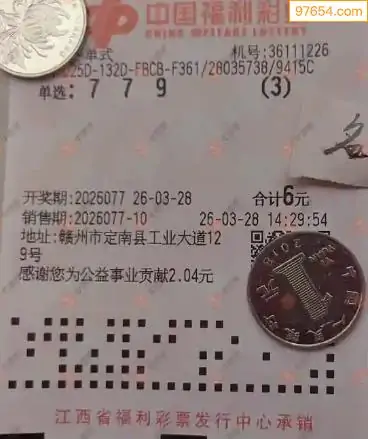 97654.com
中国福利彩
CHINA WELFARE LOTTERY
单式 机号:36111226
25D-132D-FBCB-F361/28035738/9415C
单选: 7 7 9 (3)
名
开奖期:2026077 26-03-28 合计6元
销售期:2026077-10 26-03-28 14:29:54
地址:赣州市定南县工业大道12
9号
感谢您为公益事业贡献2.04元
江西省福利彩票发行中心承销